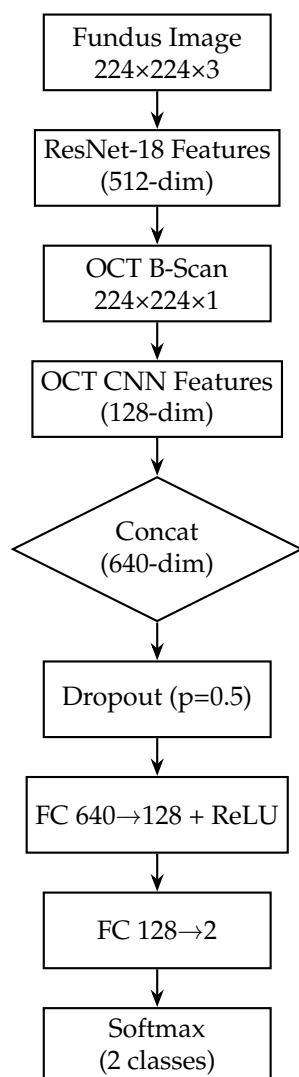 Fundus Image
224×224×3
ResNet-18 Features
(512-dim)
OCT B-Scan
224×224×1
OCT CNN Features
(128-dim)
Concat
(640-dim)
Dropout (p=0.5)
FC 640→128 + ReLU
FC 128→2
Softmax
(2 classes)